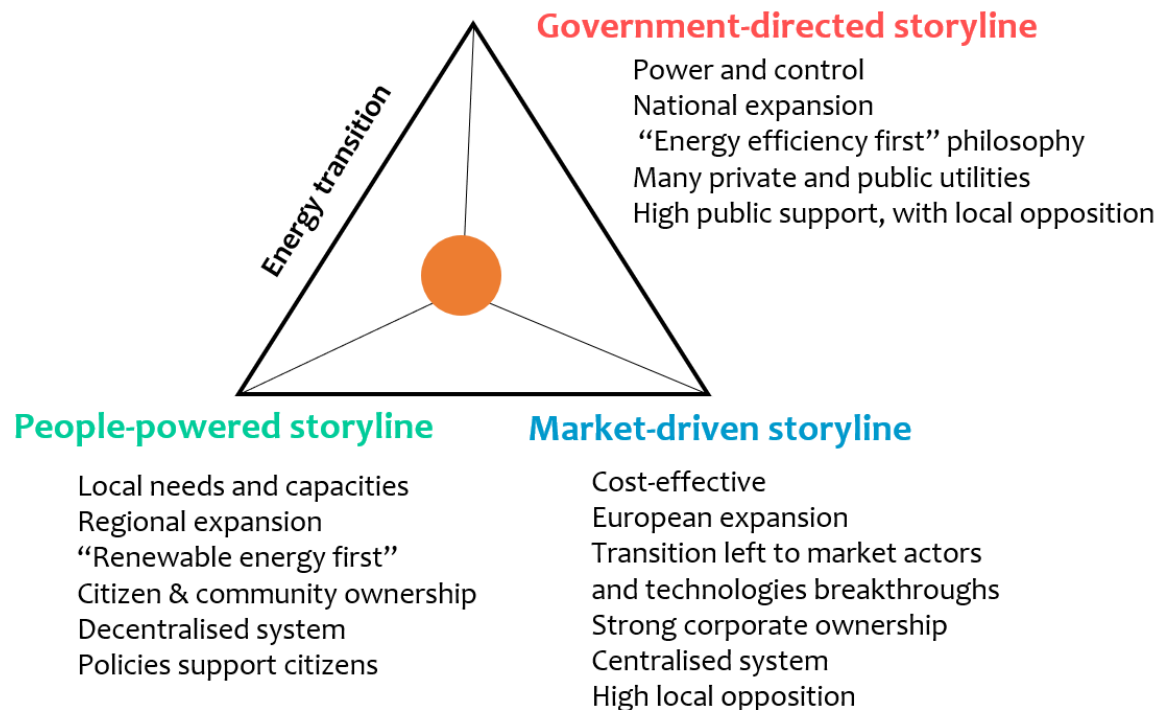 Government-directed storyline
Power and control
National expansion
“Energy efficiency first” philosophy
Many private and public utilities
High public support, with local opposition
Energy transition
People-powered storyline
Local needs and capacities
Regional expansion
“Renewable energy first”
Citizen & community ownership
Decentralised system
Policies support citizens
Market-driven storyline
Cost-effective
European expansion
Transition left to market actors
and technologies breakthroughs
Strong corporate ownership
Centralised system
High local opposition